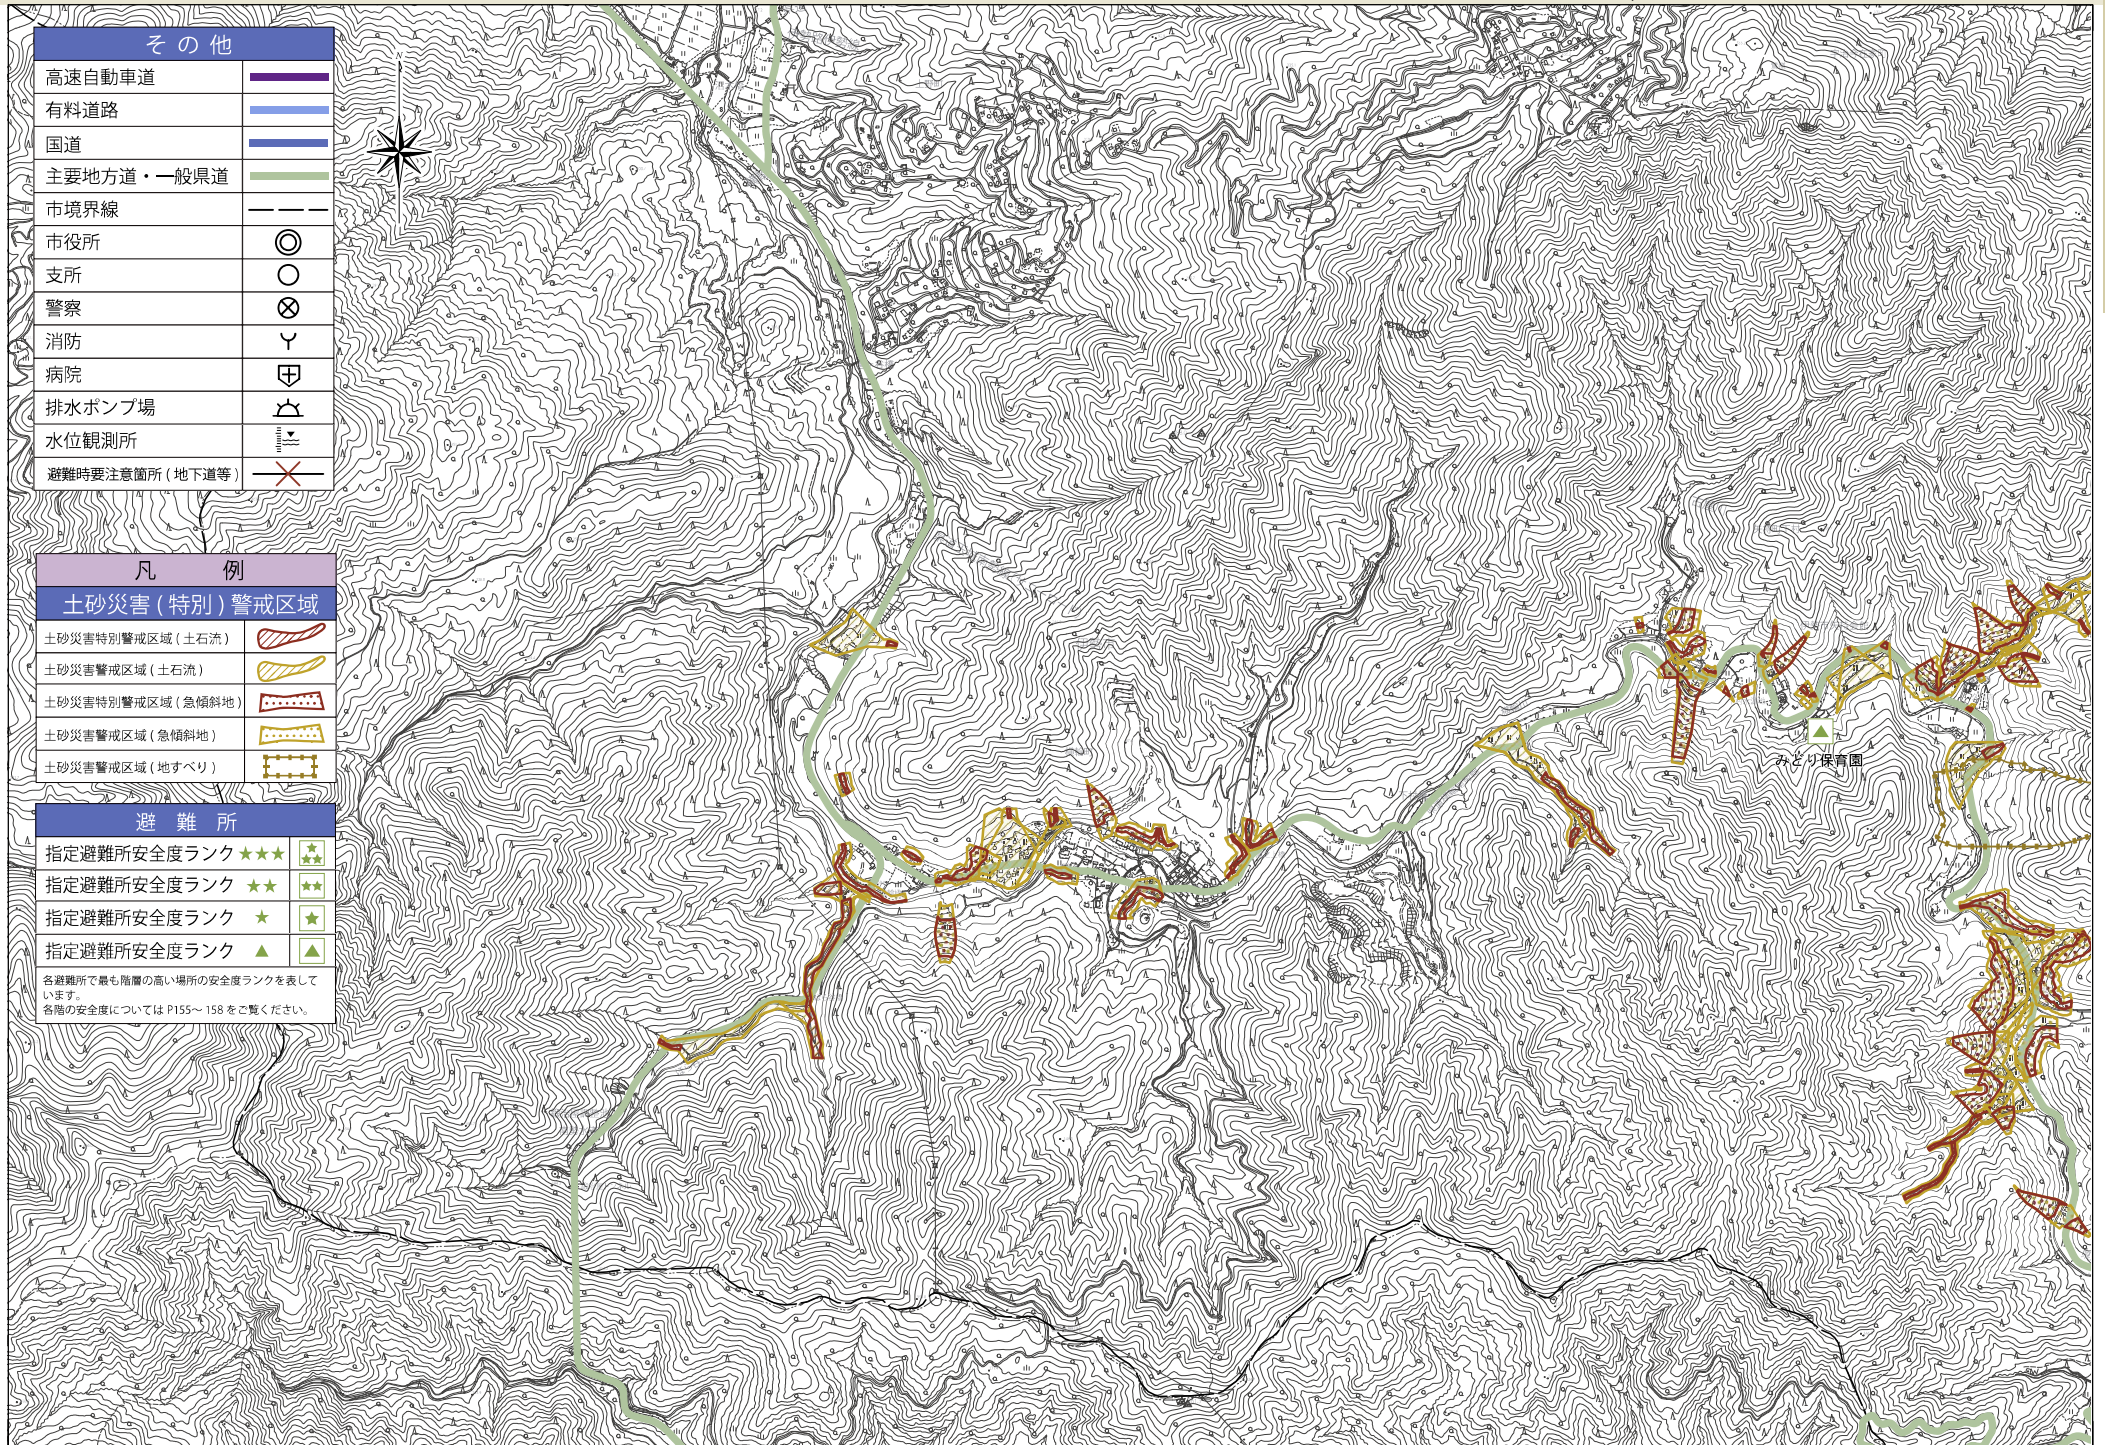 その他
高速自動車道
有料道路
国道
主要地方道・一般県道
市境界線
市役所
支所
警察
消防
病院
排水ポンプ場
水位観測所
避難時要注意箇所(地下道等)
凡 例
土砂災害(特別)警戒区域
土砂災害特別警戒区域(土石流)
土砂災害警戒区域(土石流)
土砂災害特別警戒区域(急傾斜地)
土砂災害警戒区域(急傾斜地)
土砂災害警戒区域(地すべり)
避 難 所
指定避難所安全度ランク ★★★
指定避難所安全度ランク ★★
指定避難所安全度ランク ★
指定避難所安全度ランク ▲
各避難所で最も階層の高い場所の安全度ランクを表して
います。
各階の安全度については P155~158 をご覧ください。
みどり保育園